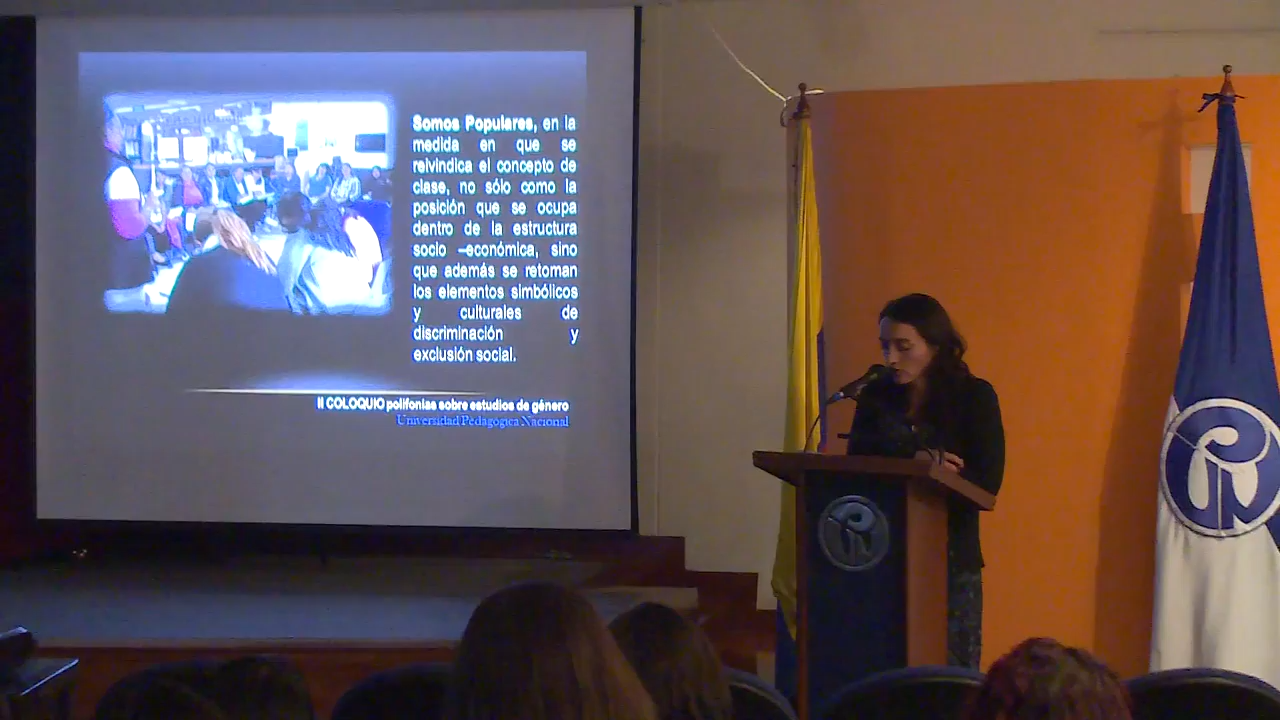 Somos Populares, en la
medida en que se
reivindica el concepto de
clase, no sólo como la
posición que se ocupa
dentro de la estructura
socio –económica, sino
que además se retoman
los elementos simbólicos
y culturales de
discriminación y
exclusión social.
II COLOQUIO polifonías sobre estudios de género
Universidad Pedagógica Nacional